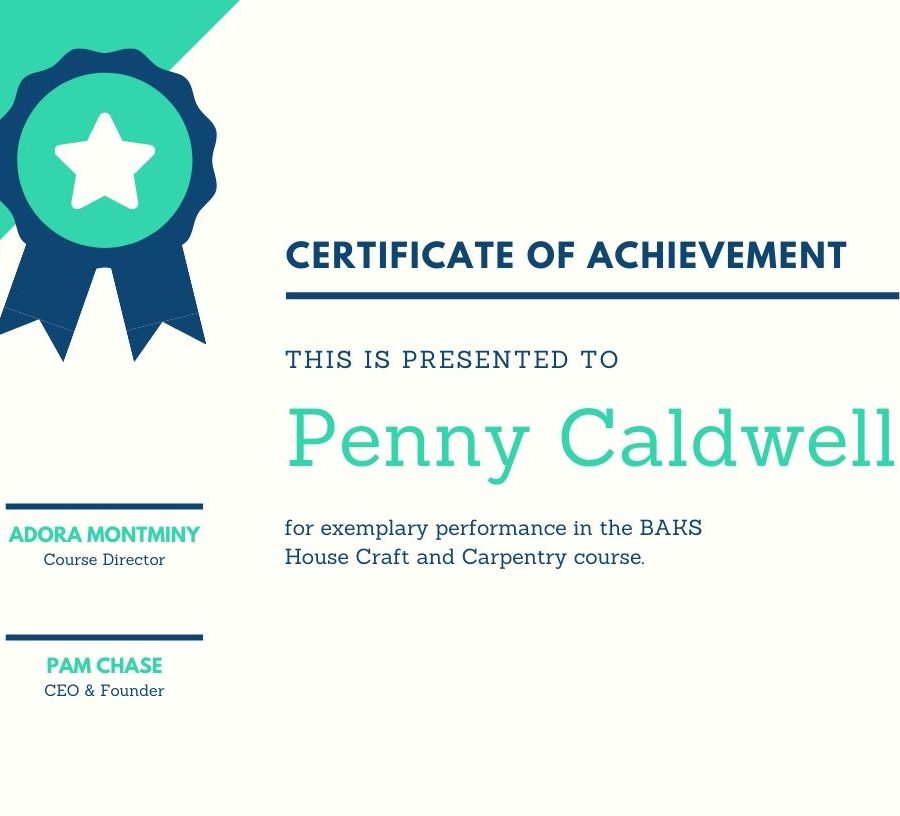 CERTIFICATE OF ACHIEVEMENT
THIS IS PRESENTED TO
Penny Caldwell
for exemplary performance in the BAKS
House Craft and Carpentry course.
ADORA MONTMINY
Course Director
PAM CHASE
CEO & Founder